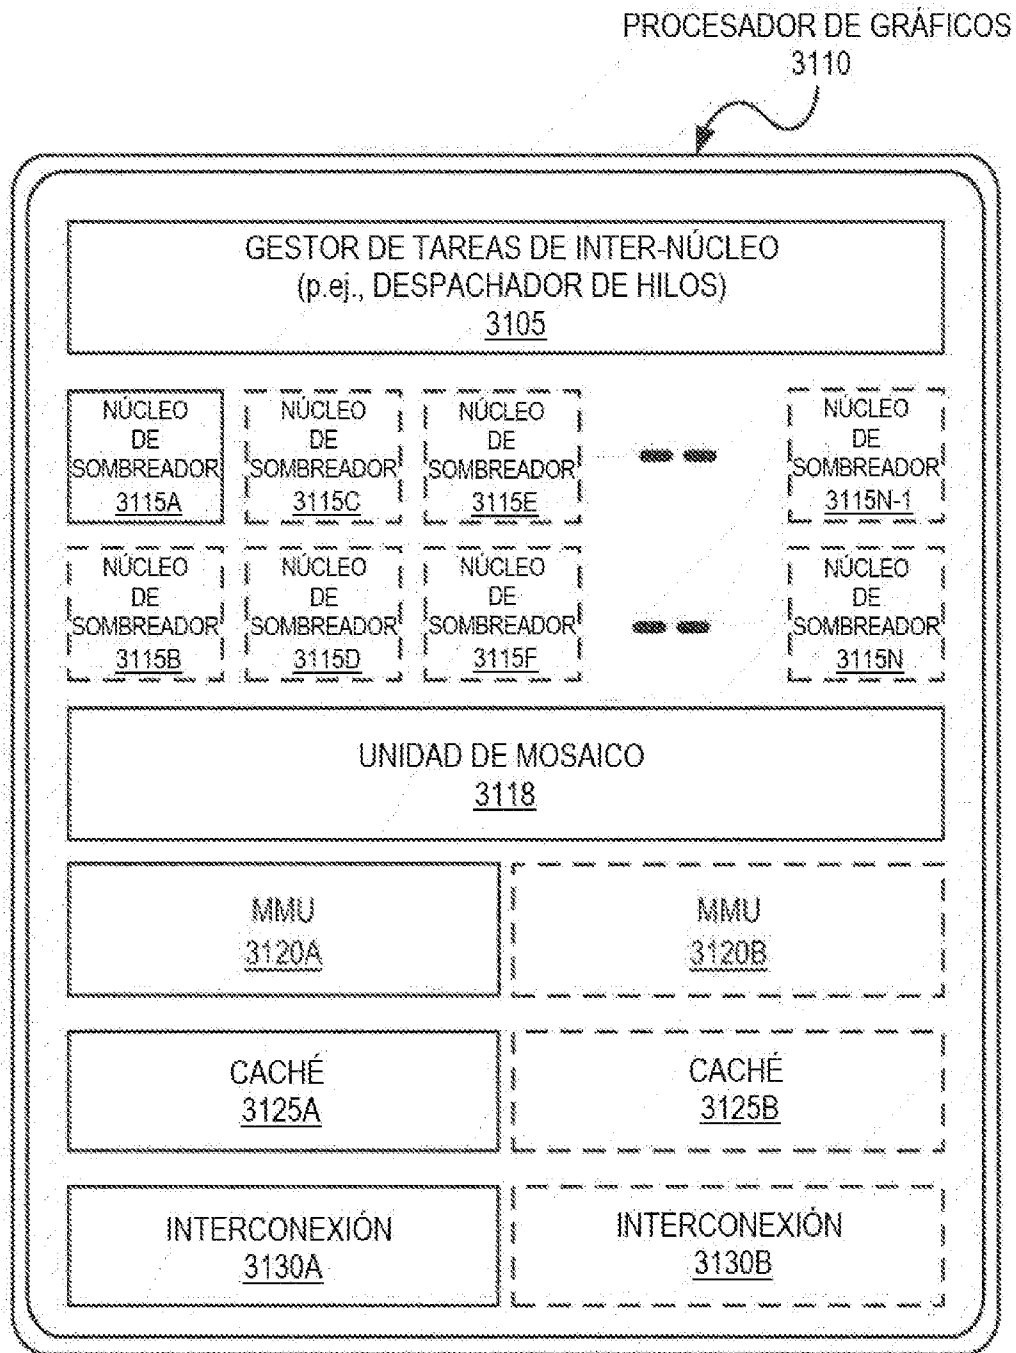 PROCESADOR DE GRÁFICOS
3110
GESTOR DE TAREAS DE INTER-NÚCLEO
(p.ej., DESPACHADOR DE HILOS)
3105
NÚCLEO
DE
SOMBREADOR
3115A
NÚCLEO
DE
SOMBREADOR
3115C
NÚCLEO
DE
SOMBREADOR
3115E
NÚCLEO
DE
SOMBREADOR
3115N-1
NÚCLEO
DE
SOMBREADOR
3115B
NÚCLEO
DE
SOMBREADOR
3115D
NÚCLEO
DE
SOMBREADOR
3115F
NÚCLEO
DE
SOMBREADOR
3115N
UNIDAD DE MOSAICO
3118
MMU
3120A
MMU
3120B
CACHÉ
3125A
CACHÉ
3125B
INTERCONEXIÓN
3130A
INTERCONEXIÓN
3130B